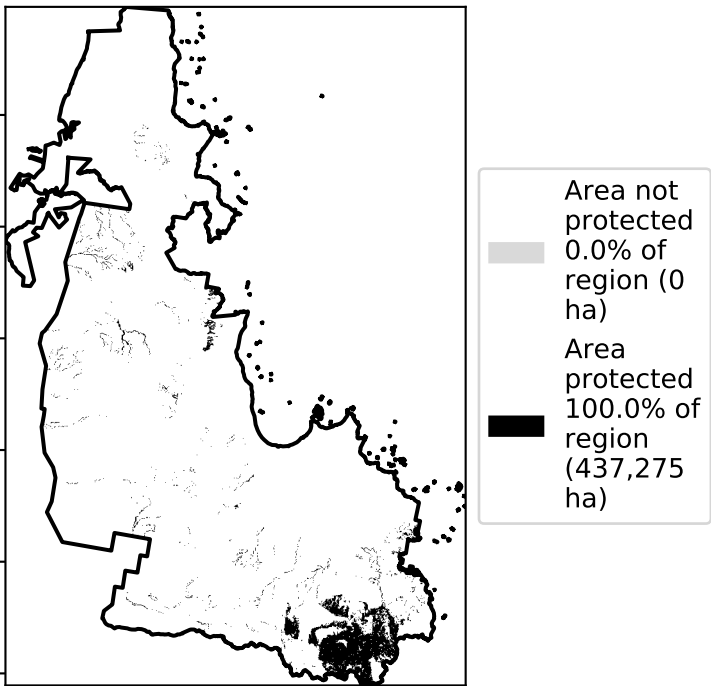 Area not
protected
0.0% of
region (0
ha)
Area
protected
100.0% of
region
(437,275
ha)